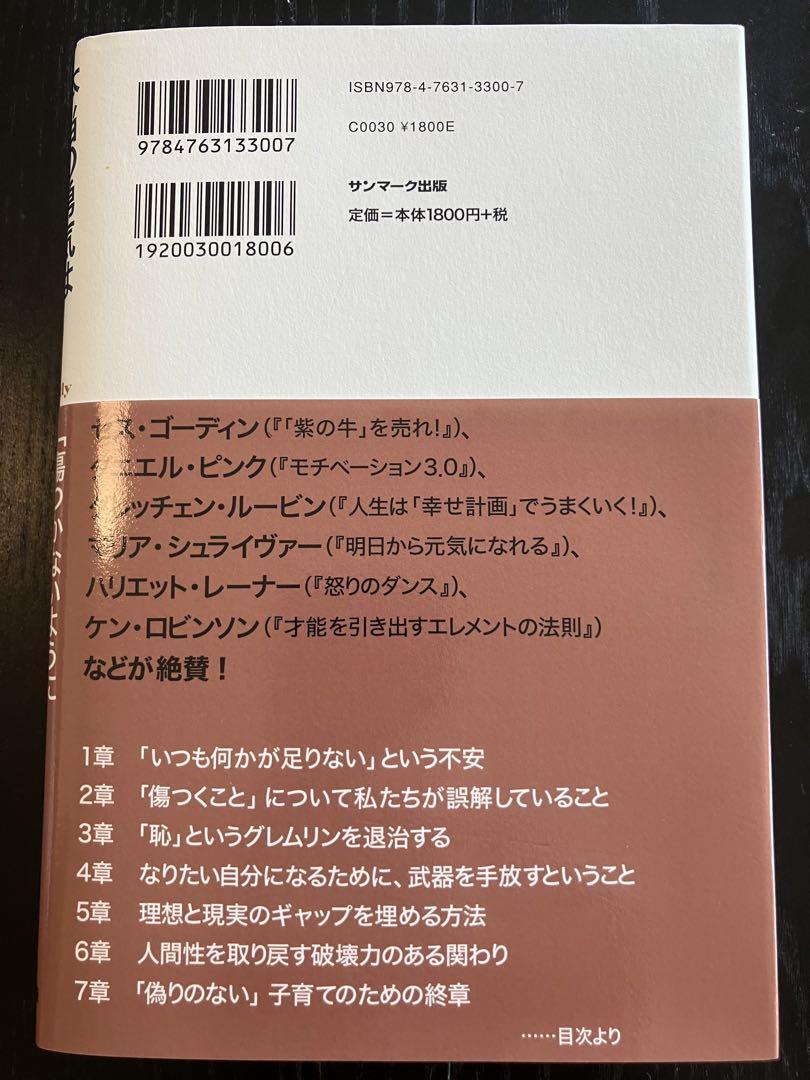 ISBN978-4-7631-3300-7
9784763133007
C0030 ¥1800E
サンマーク出版
1920030018006
定価=本体1800円+税
セス・ゴーディン(『「紫の牛」を売れ!』)、
ダニエル・ピンク(『モチベーション3.0』)、
グレッチェン・ルービン(『人生は「幸せ計画」でうまくいく!』)、
マリア・シュライヴァー(『明日から元気になれる』)、
ハリエット・レーナー(『怒りのダンス』)、
ケン・ロビンソン(『才能を引き出すエレメントの法則』)
などが絶賛!
1章 「いつも何かが足りない」という不安
2章 「傷つくこと」について私たちが誤解していること
3章 「恥」というグレムリンを退治する
4章 なりたい自分になるために、武器を手放すということ
5章 理想と現実のギャップを埋める方法
6章 人間性を取り戻す破壊力のある関わり
7章 「偽りのない」子育てのための終章
……目次より